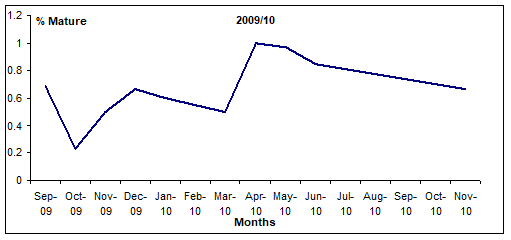 % Mature
2009/10
1.2
1
0.8
0.6
0.4
0.2
0
Sep-09 Oct-09 Nov-09 Dec-09 Jan-10 Feb-10 Mar-10 Apr-10 May-10 Jun-10 Jul-10 Aug-10 Sep-10 Oct-10 Nov-10
Months